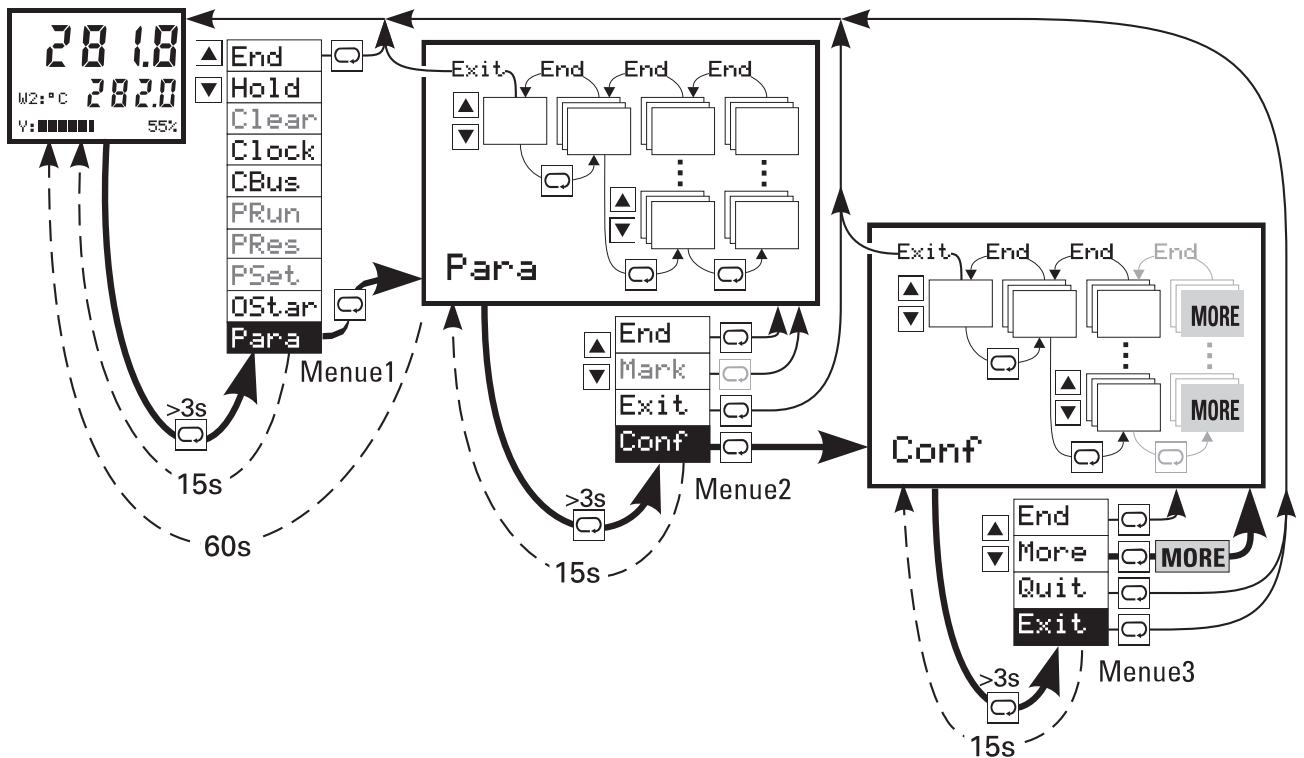 281.8
W2:°C 282.0
Y: 55%
End
Hold
Clear
Clock
CBus
PRun
PRes
PSet
OStar
Para
Menue1
>3s
15s
60s
Exit End End End
Para
End
Mark
Exit
Conf
Menue2
>3s
15s
Exit End End End
MORE
MORE
Conf
End
More MORE
Quit
Exit
Menue3
>3s
15s